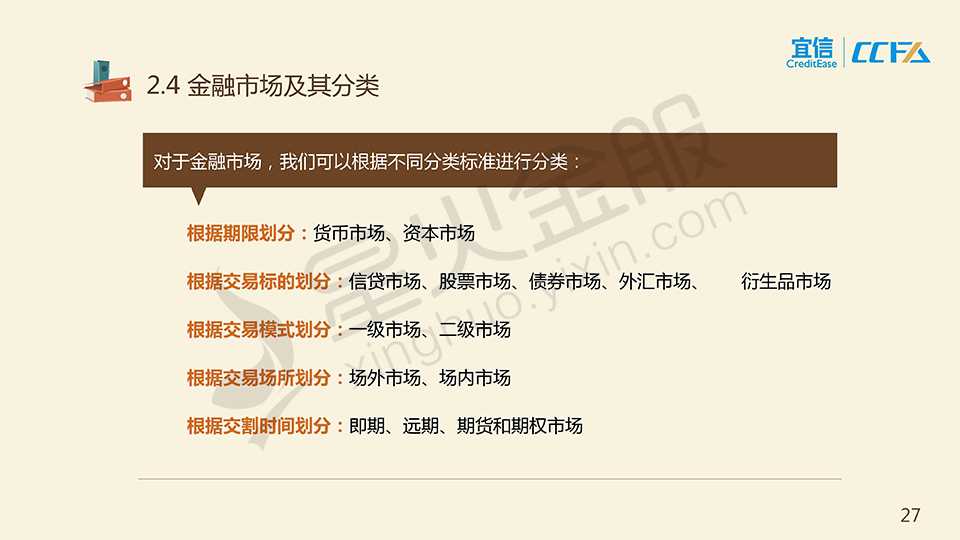 宜信
CreditEase
CCFA
2.4 金融市场及其分类
对于金融市场，我们可以根据不同分类标准进行分类：
根据期限划分：货币市场、资本市场
根据交易标的划分：信贷市场、股票市场、债券市场、外汇市场、 衍生品市场
根据交易模式划分：一级市场、二级市场
根据交易场所划分：场外市场、场内市场
根据交割时间划分：即期、远期、期货和期权市场
星火金服
xinghuo.yixin.com
27